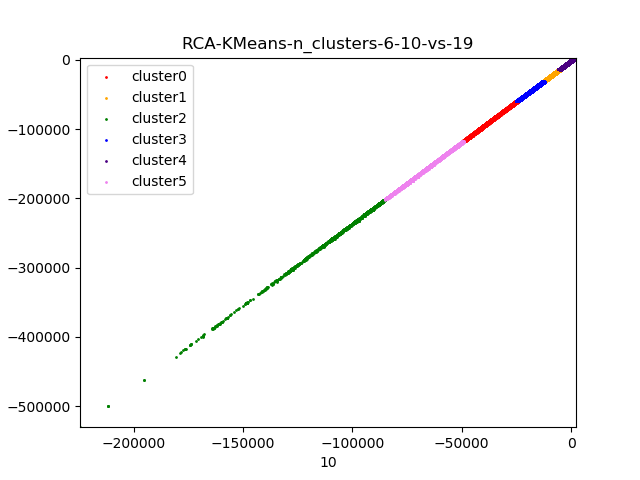 RCA-KMeans-n_clusters-6-10-vs-19
0
cluster0
cluster1
cluster2
cluster3
cluster4
cluster5
−100000
−200000
−300000
−400000
−500000
−200000 −150000 −100000 −50000 0
10